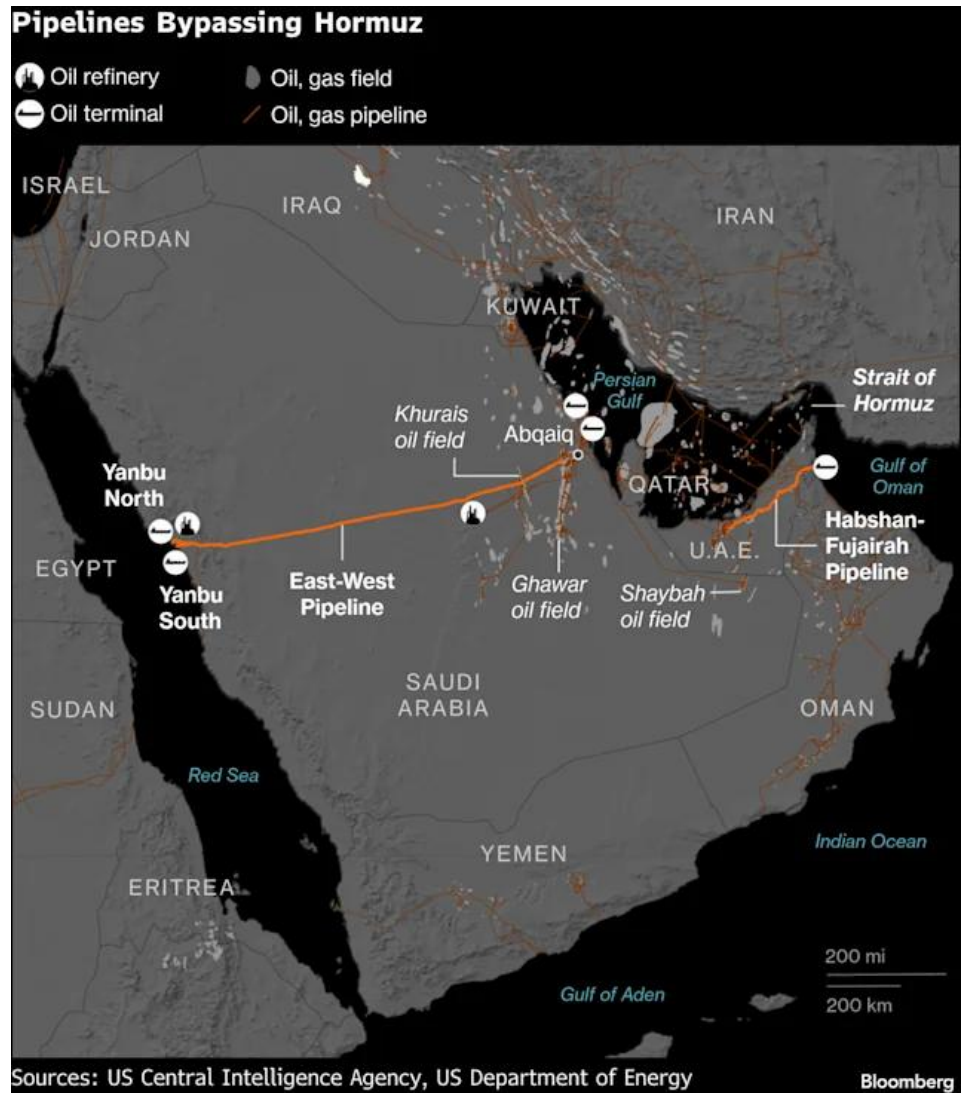 Pipelines Bypassing Hormuz
Oil refinery
Oil, gas field
Oil terminal
Oil, gas pipeline
ISRAEL
JORDAN
IRAQ
IRAN
KUWAIT
Persian
Gulf
Strait of
Hormuz
Khurais
oil field
Abqaiq
Gulf of
Oman
QATAR
Yanbu
North
U.A.E.
Habshan-
Fujairah
Pipeline
EGYPT
East-West
Pipeline
Ghawar
oil field
Shaybah
oil field
Yanbu
South
SAUDI
ARABIA
SUDAN
OMAN
Red Sea
Indian Ocean
YEMEN
ERITREA
200 mi
200 km
Gulf of Aden
Sources: US Central Intelligence Agency, US Department of Energy
Bloomberg